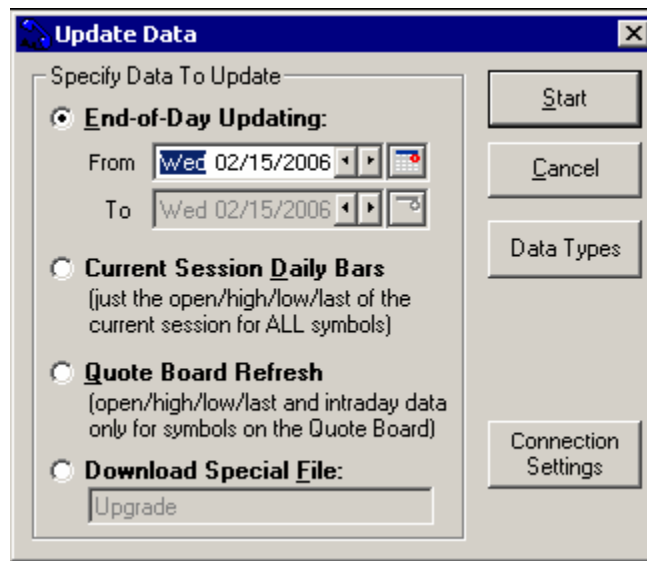 Update Data
Specify Data To Update
End-of-Day Updating:
From Wed 02/15/2006
To Wed 02/15/2006
Current Session Daily Bars
(just the open/high/low/last of the
current session for ALL symbols)
Quote Board Refresh
(open/high/low/last and intraday data
only for symbols on the Quote Board)
Download Special File:
Upgrade
Start
Cancel
Data Types
Connection
Settings